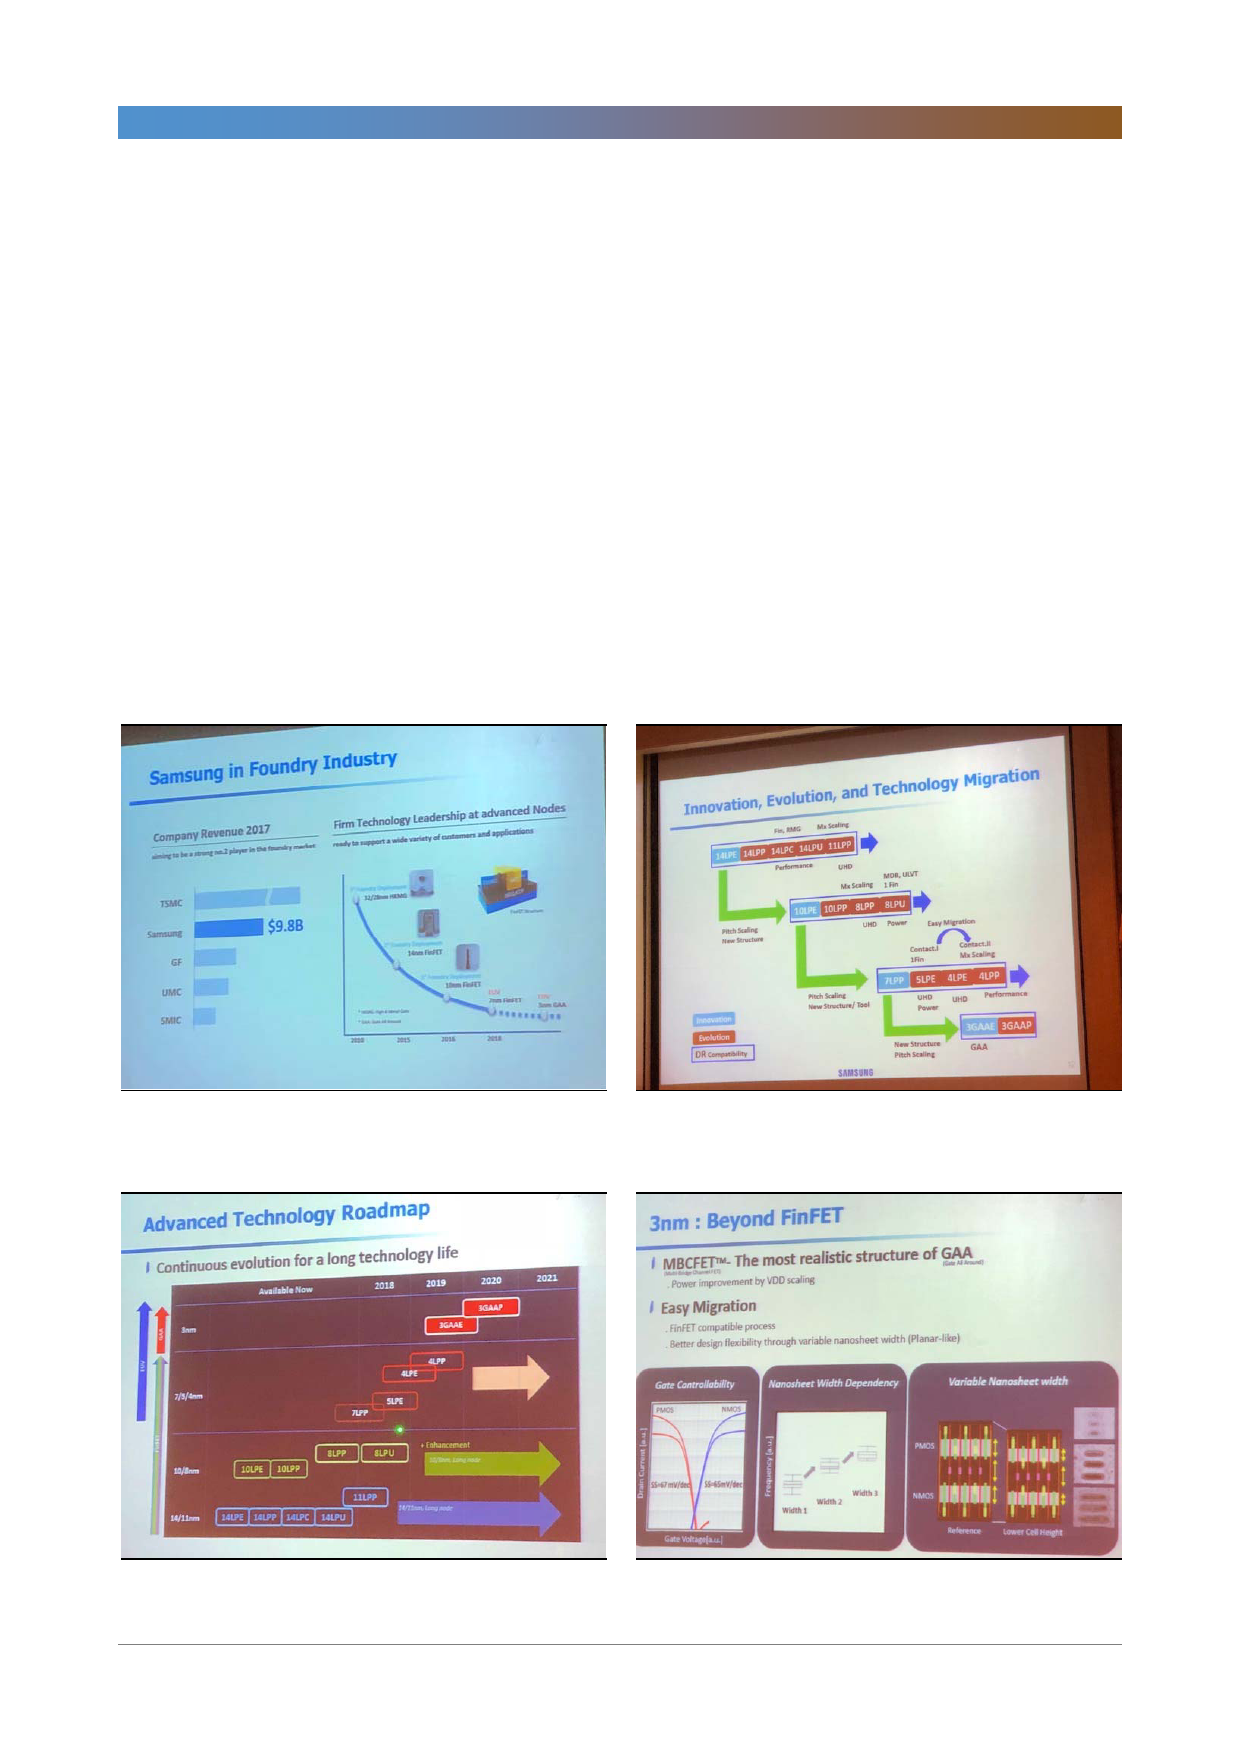 Samsung in Foundry Industry
Company Revenue 2017
aiming to be a strong no.2 player in the foundry market
Firm Technology Leadership at advanced Nodes
ready to support a wide variety of customers and applications
TSMC
Samsung
$9.8B
GF
UMC
SMIC
32/28nm HKMG
14nm FinFET
10nm FinFET
7nm FinFET
3nm GAA
2010
2015
2016
2018
Innovation, Evolution, and Technology Migration
Fin, RMG
Mx Scaling
14LPE 14LPP 14LPC 14LPU 11LPP
Performance
UHD
Mx Scaling
MOR, ULVT
1 Fin
10LPE 10LPP 8LPP 8LPU
UHD
Power
Pitch Scaling
New Structure
Easy Migration
Contact.I
1Fin
Contact.II
Mx Scaling
7LPP 5LPE 4LPE 4LPP
UHD
Power
UHD
Performance
Pitch Scaling
New Structure/ Tool
3GAAE 3GAAP
GAA
New Structure
Pitch Scaling
Innovation
Evolution
DR Compatibility
SAMSUNG
Advanced Technology Roadmap
Continuous evolution for a long technology life
Available Now
2018
2019
2020
2021
3nm
3GAAP
3GAAE
7/5/4nm
4LPP
4LPE
5LPE
7LPP
10/8nm
8LPP
8LPU
+ Enhancement
10LPE
10LPP
14/11nm
11LPP
14LPE
14LPP
14LPC
14LPU
GAA
EUV
3nm : Beyond FinFET
MBCFET™- The most realistic structure of GAA
(Gate All Around)
. Power improvement by VDD scaling
Easy Migration
. FinFET compatible process
. Better design flexibility through variable nanosheet width (Planar-like)
Gate Controllability
PMOS
NMOS
Drain Current [a.u.]
SS=67mV/dec
SS=65mV/dec
Gate Voltage[a.u.]
Nanosheet Width Dependency
Frequency [a.u.]
Width 1
Width 2
Width 3
Variable Nanosheet width
PMOS
NMOS
Reference
Lower Cell Height